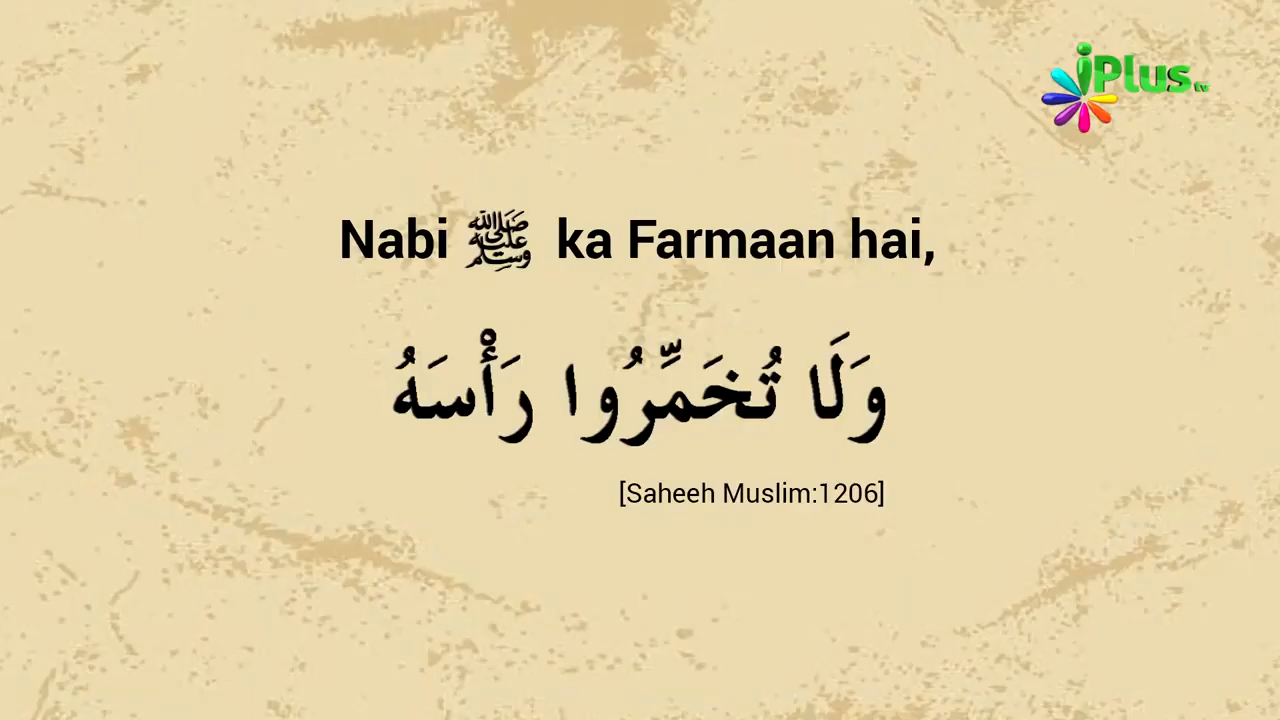 iPlus tv
Nabi ﷺ ka Farmaan hai,
وَلَا تُخَمِّرُوا رَأْسَهُ
[Saheeh Muslim:1206]